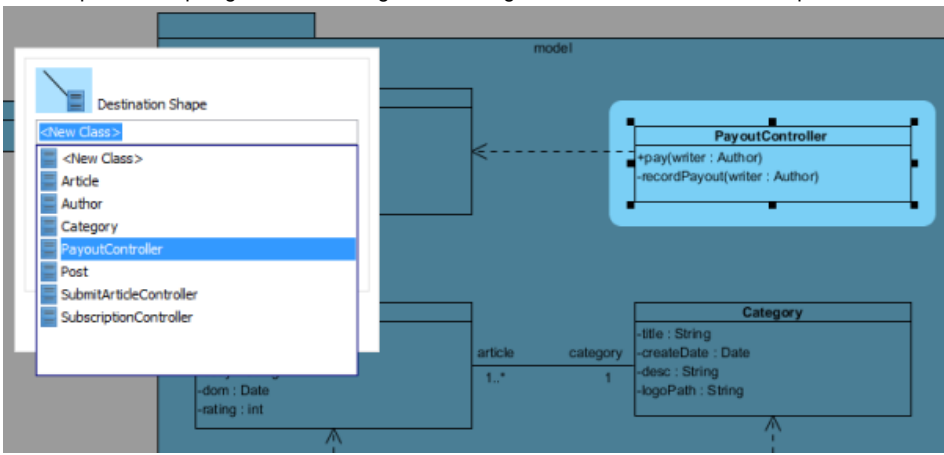 model
Destination Shape
<New Class>
<New Class>
Article
Author
Category
PayoutController
Post
SubmitArticleController
SubscriptionController
PayoutController
+pay(writer : Author)
-recordPayout(writer : Author)
-dom : Date
-rating : int
article
category
1..*
1
Category
-title : String
-createDate : Date
-desc : String
-logoPath : String